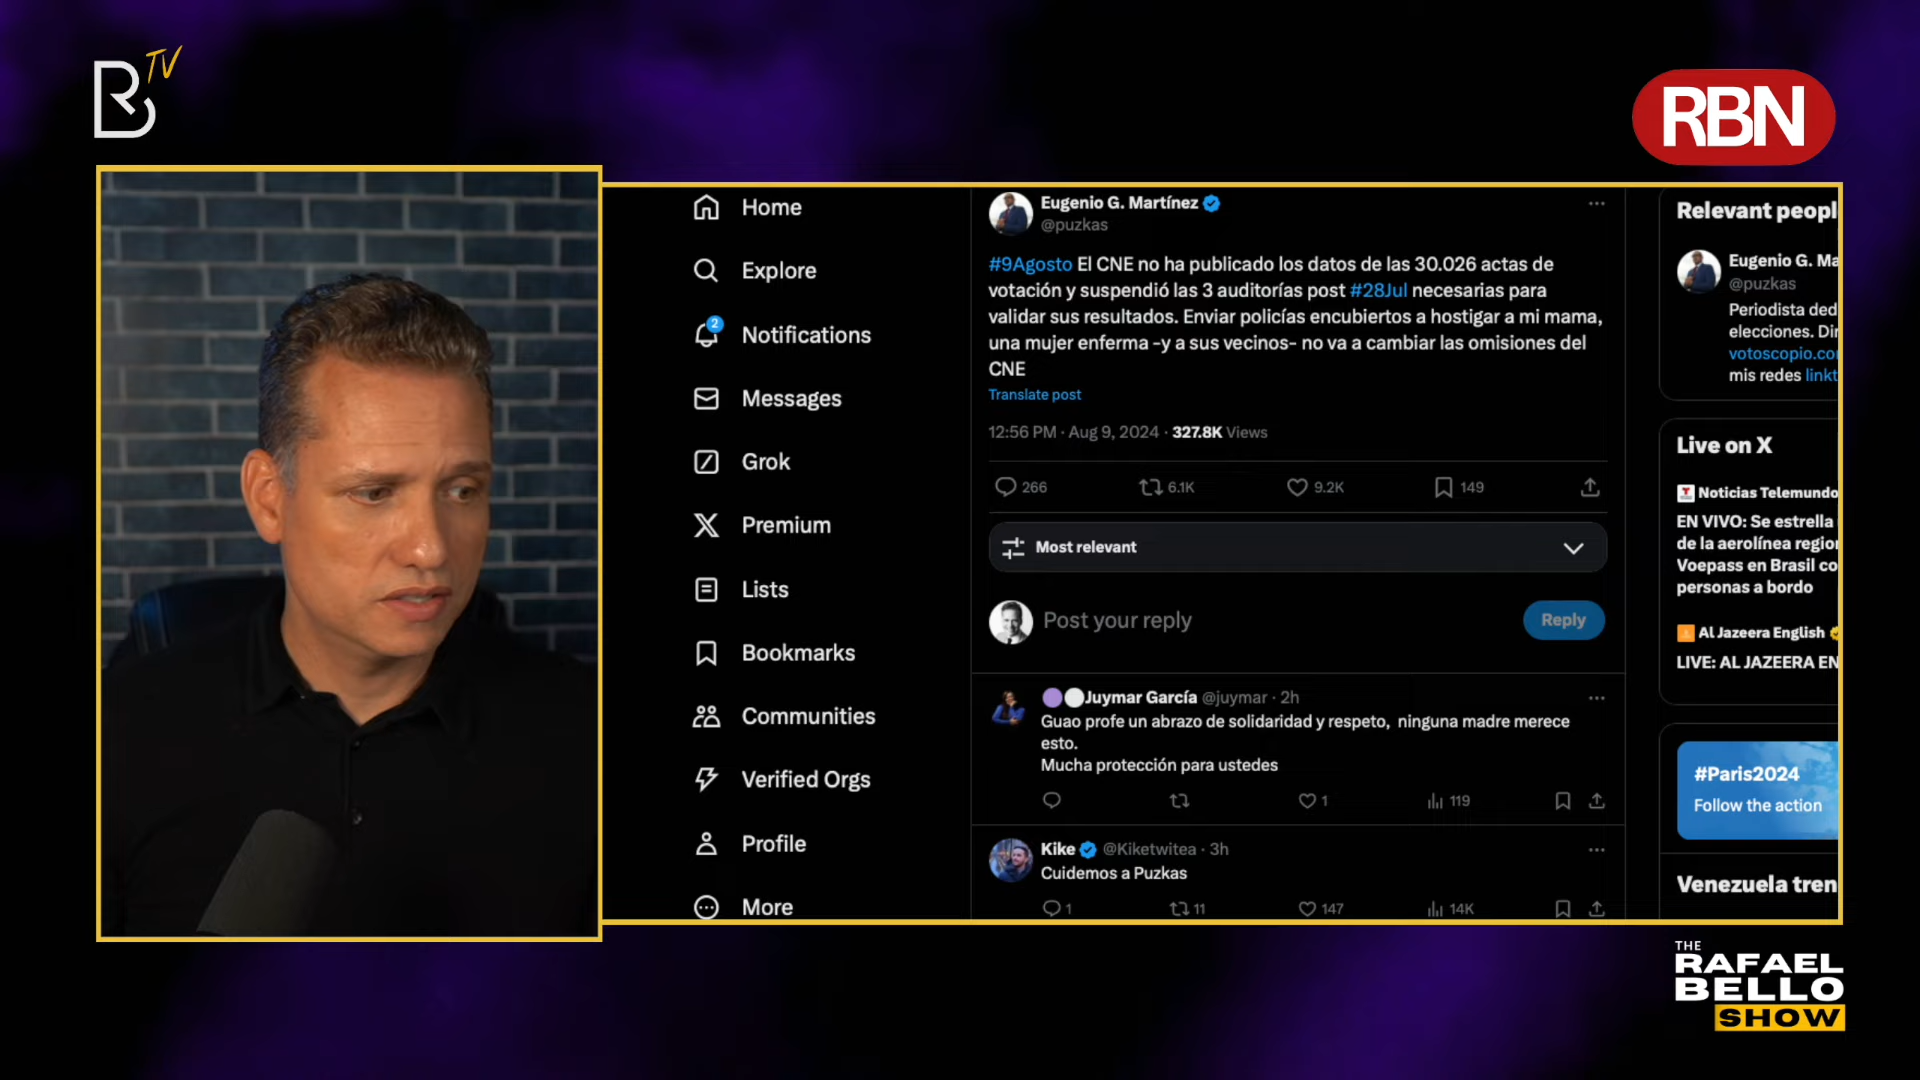 RB TV
RBN
Home
Explore
2
Notifications
Messages
Grok
Premium
Lists
Bookmarks
Communities
Verified Orgs
Profile
More
Eugenio G. Martínez
@puzkas
#9Agosto El CNE no ha publicado los datos de las 30.026 actas de
votación y suspendió las 3 auditorías post #28Jul necesarias para
validar sus resultados. Enviar policías encubiertos a hostigar a mi mama,
una mujer enferma -y a sus vecinos- no va a cambiar las omisiones del
CNE
Translate post
12:56 PM · Aug 9, 2024 · 327.8K Views
266 6.1K 9.2K 149
Most relevant
Post your reply
Reply
Juymar García @juymar · 2h
Guao profe un abrazo de solidaridad y respeto, ninguna madre merece
esto.
Mucha protección para ustedes
1 119
Kike @Kiketwitea · 3h
Cuidemos a Puzkas
1 11 147 14K
Relevant peopl
Eugenio G. Ma
@puzkas
Periodista ded
elecciones. Dir
votoscopio.co
mis redes linkt
Live on X
Noticias Telemundo
EN VIVO: Se estrella
de la aerolínea region
Voepass en Brasil co
personas a bordo
Al Jazeera English
LIVE: AL JAZEERA EN
#Paris2024
Follow the action
Venezuela tren
THE
RAFAEL
BELLO
SHOW